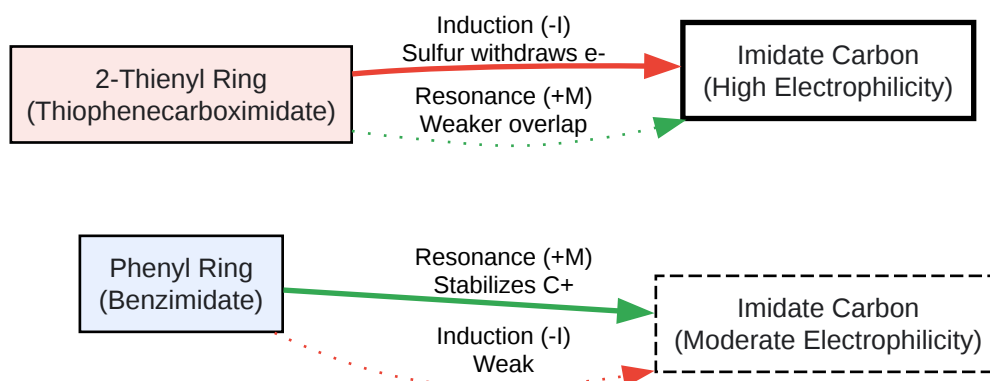 Induction (-I)
Sulfur withdraws e-
2-Thienyl Ring
(Thiophenecarboximidate)
Imidate Carbon
(High Electrophilicity)
Resonance (+M)
Weaker overlap
Phenyl Ring
(Benzimidate)
Resonance (+M)
Stabilizes C+
Imidate Carbon
(Moderate Electrophilicity)
Induction (-I)
Weak